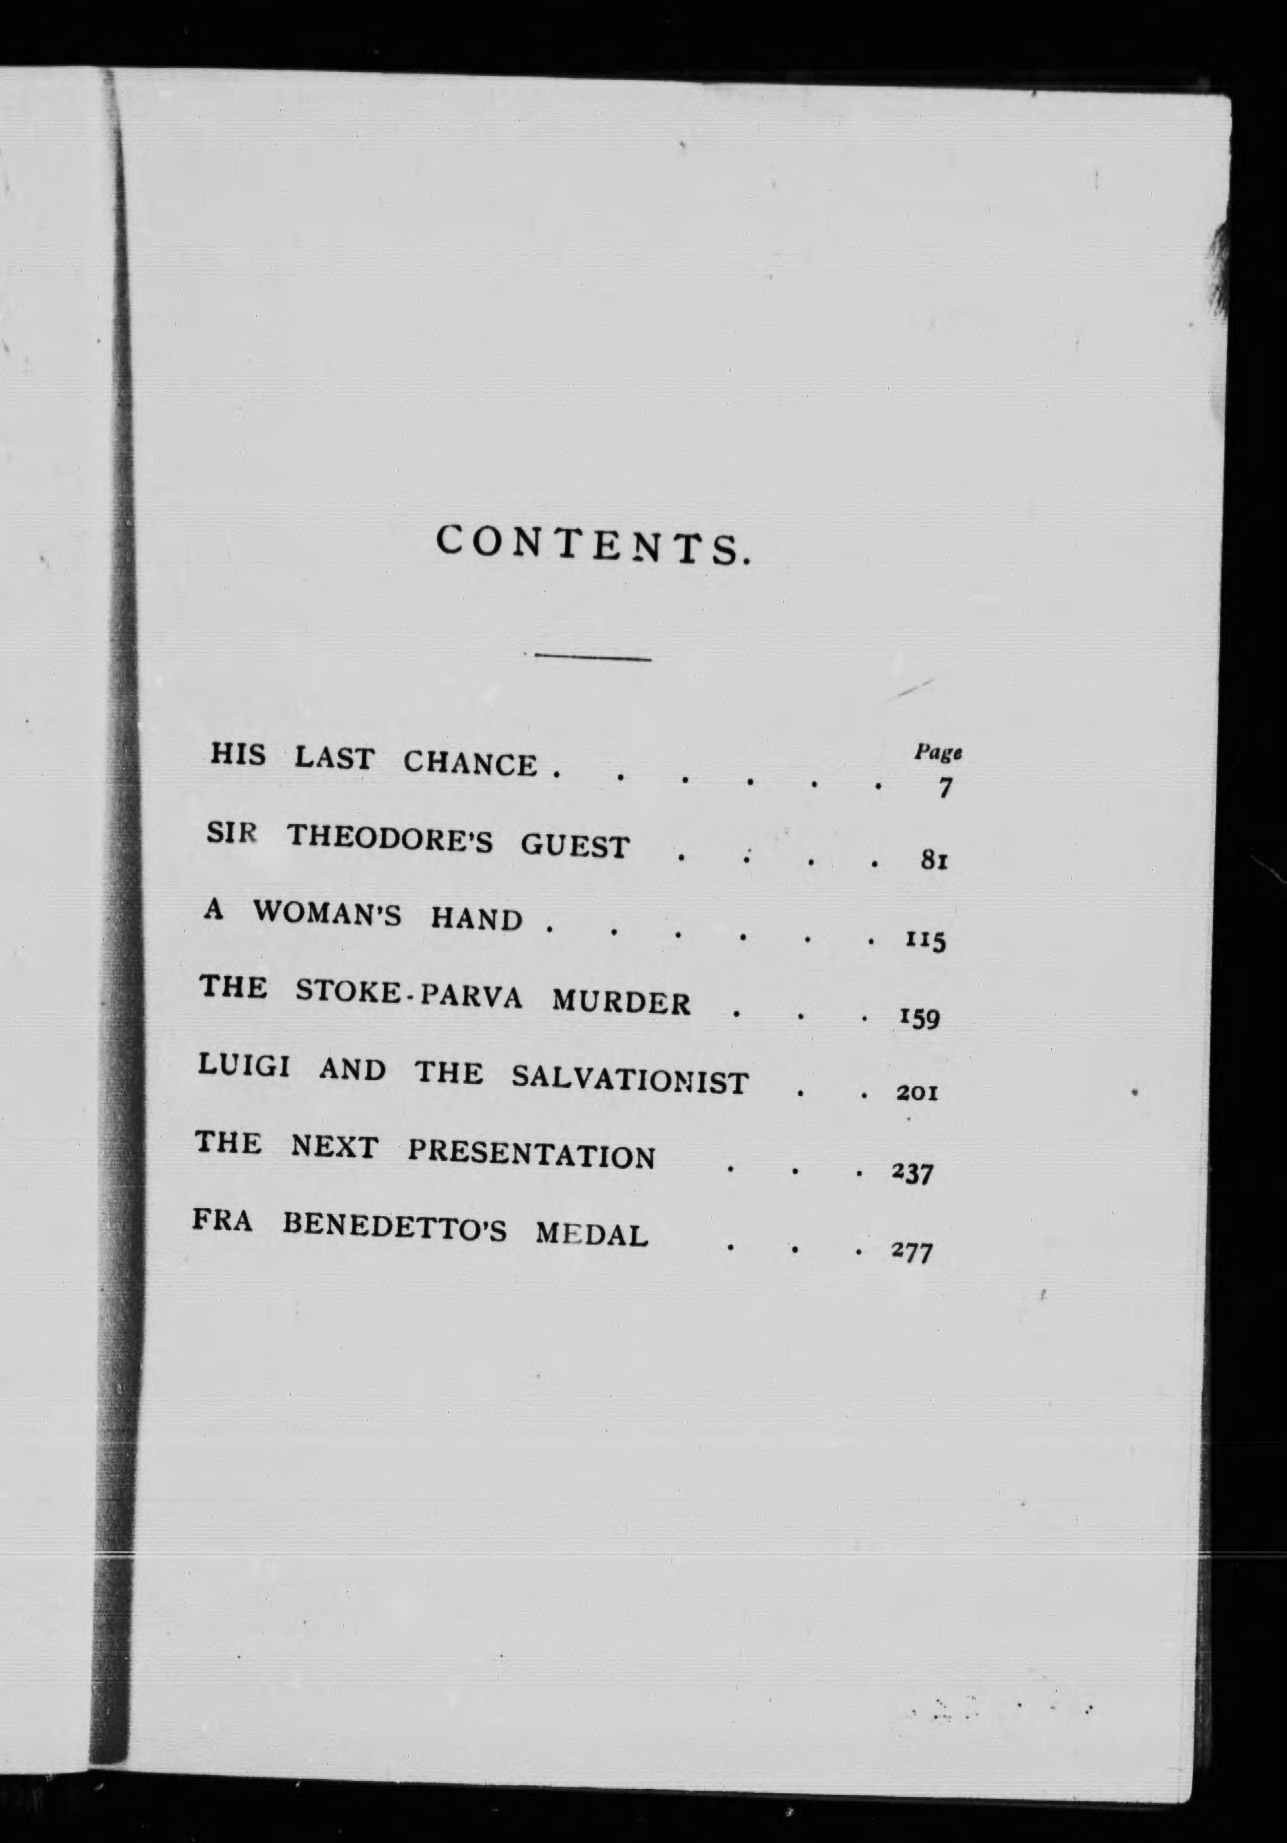 CONTENTS.
Page
HIS LAST CHANCE . . . . . . 7
SIR THEODORE'S GUEST . . . . 81
A WOMAN'S HAND . . . . . . 115
THE STOKE-PARVA MURDER . . . 159
LUIGI AND THE SALVATIONIST . . 201
THE NEXT PRESENTATION . . . 237
FRA BENEDETTO'S MEDAL . . . 277